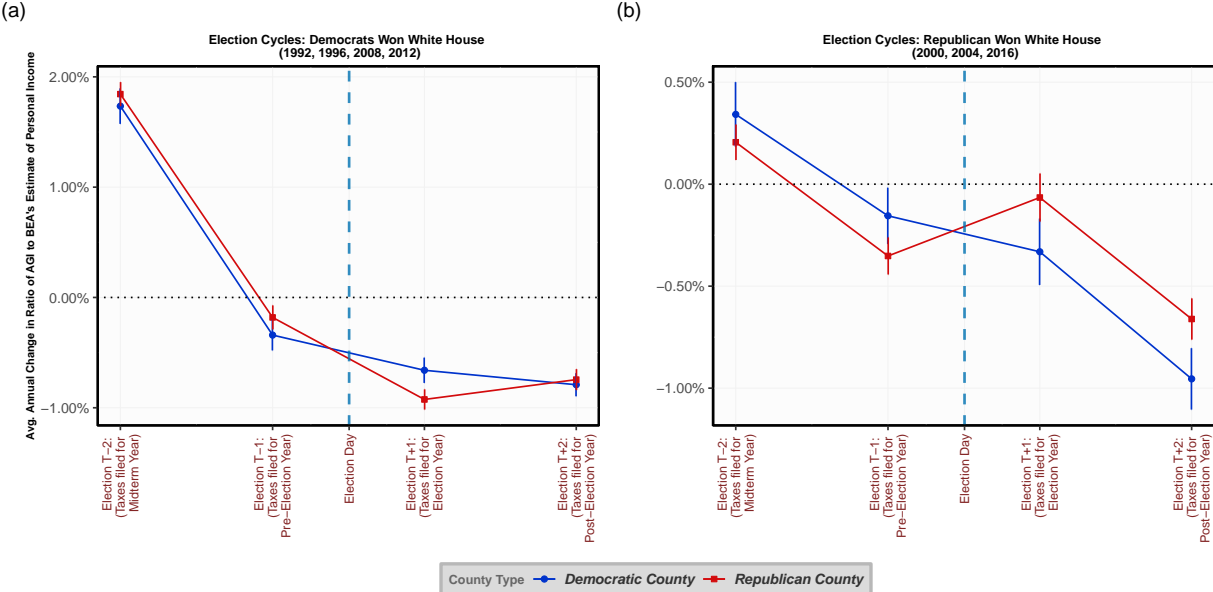 (a)
Election Cycles: Democrats Won White House
(1992, 1996, 2008, 2012)
Avg. Annual Change in Ratio of AGI to BEA's Estimate of Personal Income
2.00%
1.00%
0.00%
−1.00%
Election T−2:
(Taxes filed for
Midterm Year)
Election T−1:
(Taxes filed for
Pre−Election Year)
Election Day
Election T+1:
(Taxes filed for
Election Year)
Election T+2:
(Taxes filed for
Post−Election Year)
(b)
Election Cycles: Republican Won White House
(2000, 2004, 2016)
0.50%
0.00%
−0.50%
−1.00%
Election T−2:
(Taxes filed for
Midterm Year)
Election T−1:
(Taxes filed for
Pre−Election Year)
Election Day
Election T+1:
(Taxes filed for
Election Year)
Election T+2:
(Taxes filed for
Post−Election Year)
County Type Democratic County Republican County